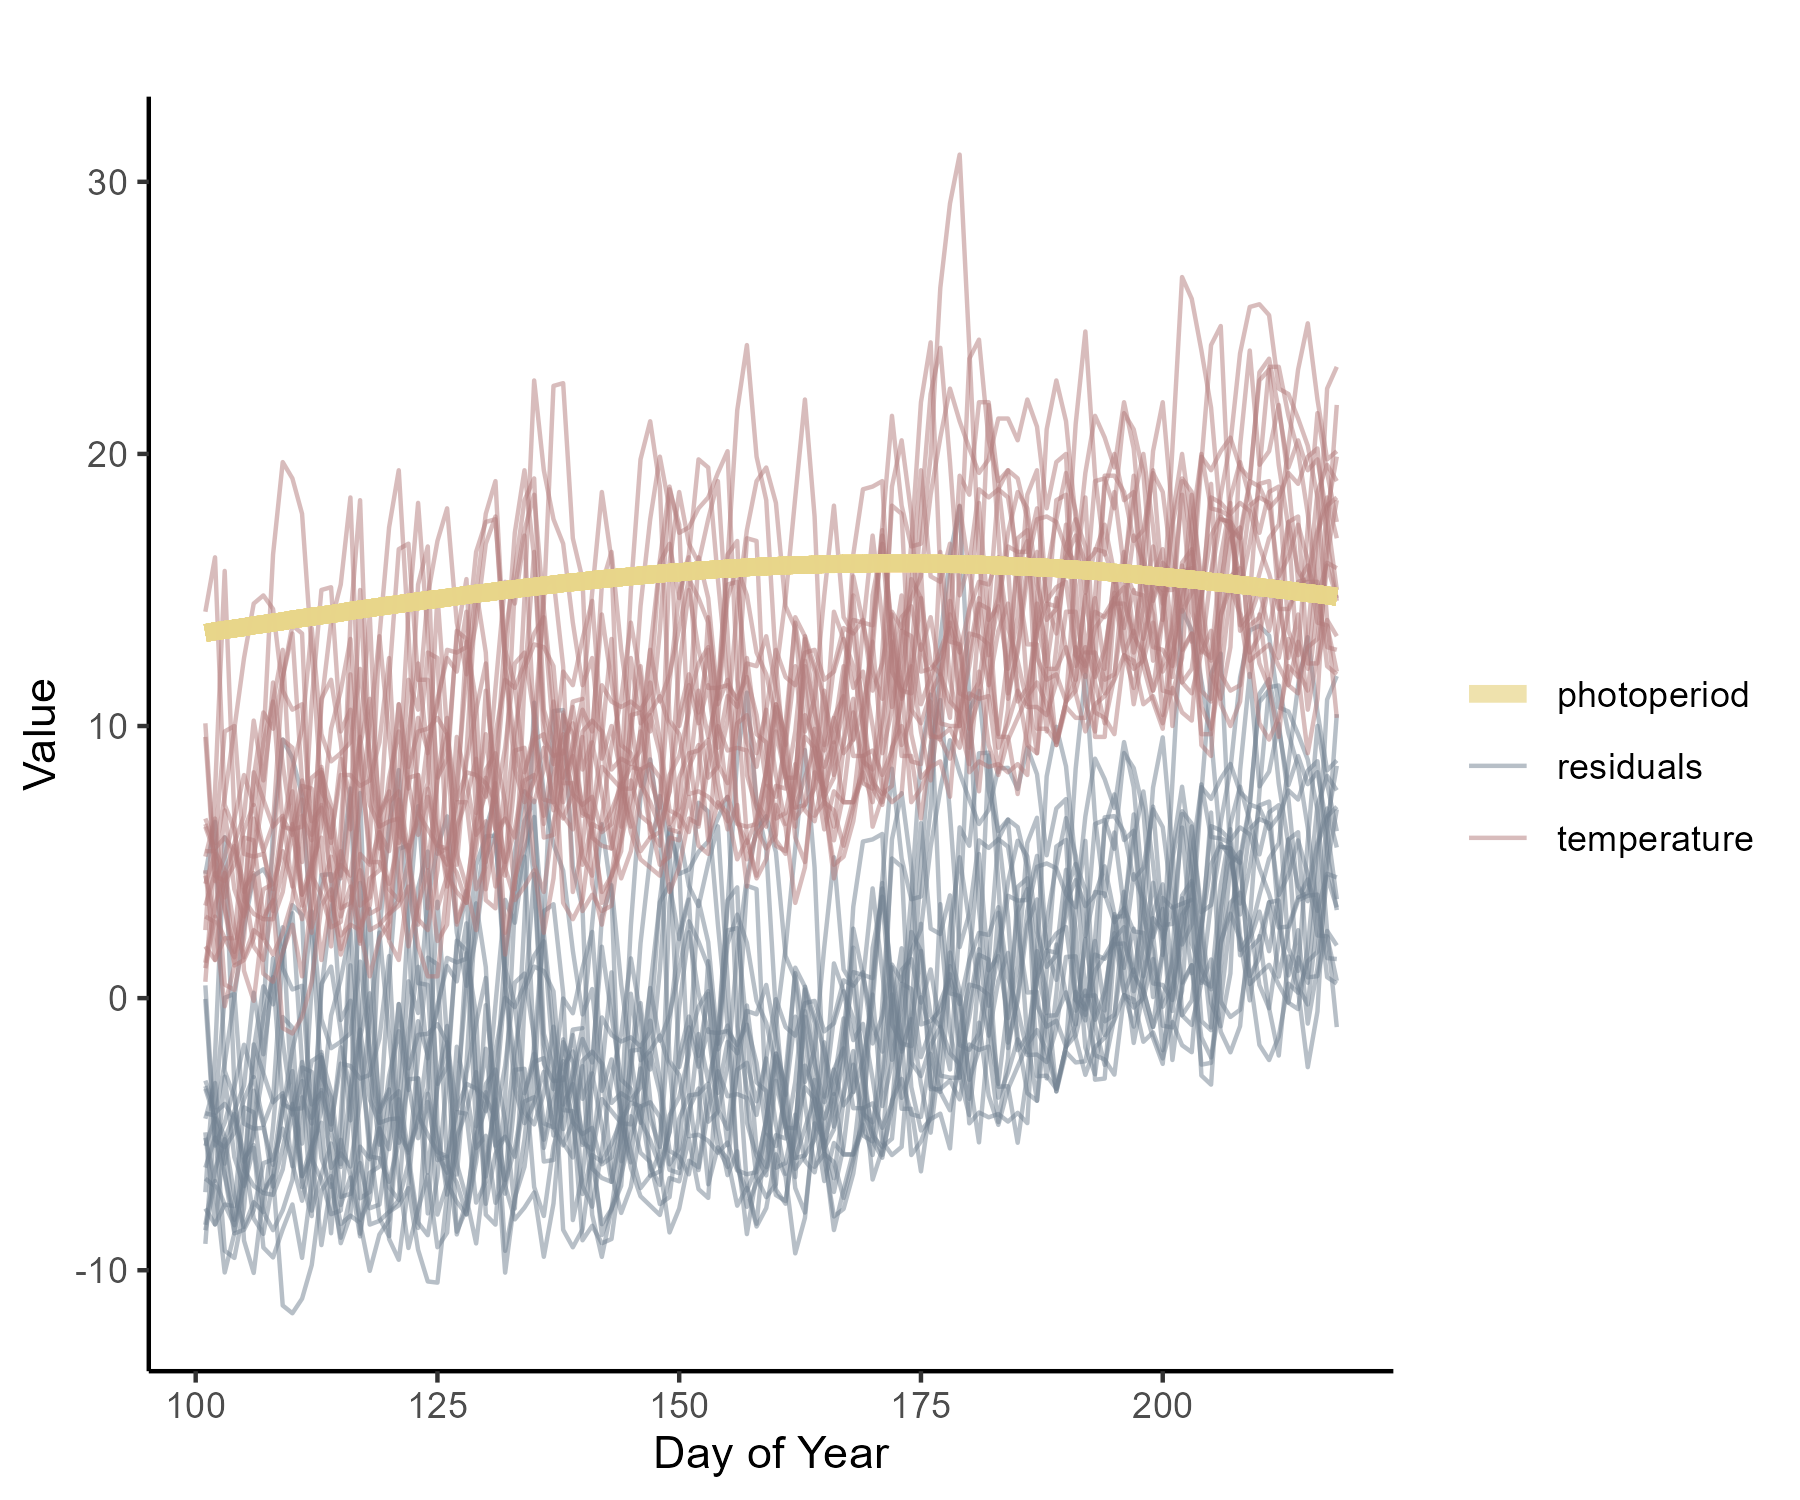 30
20
10
0
-10
Value
100 125 150 175 200
Day of Year
photoperiod
residuals
temperature